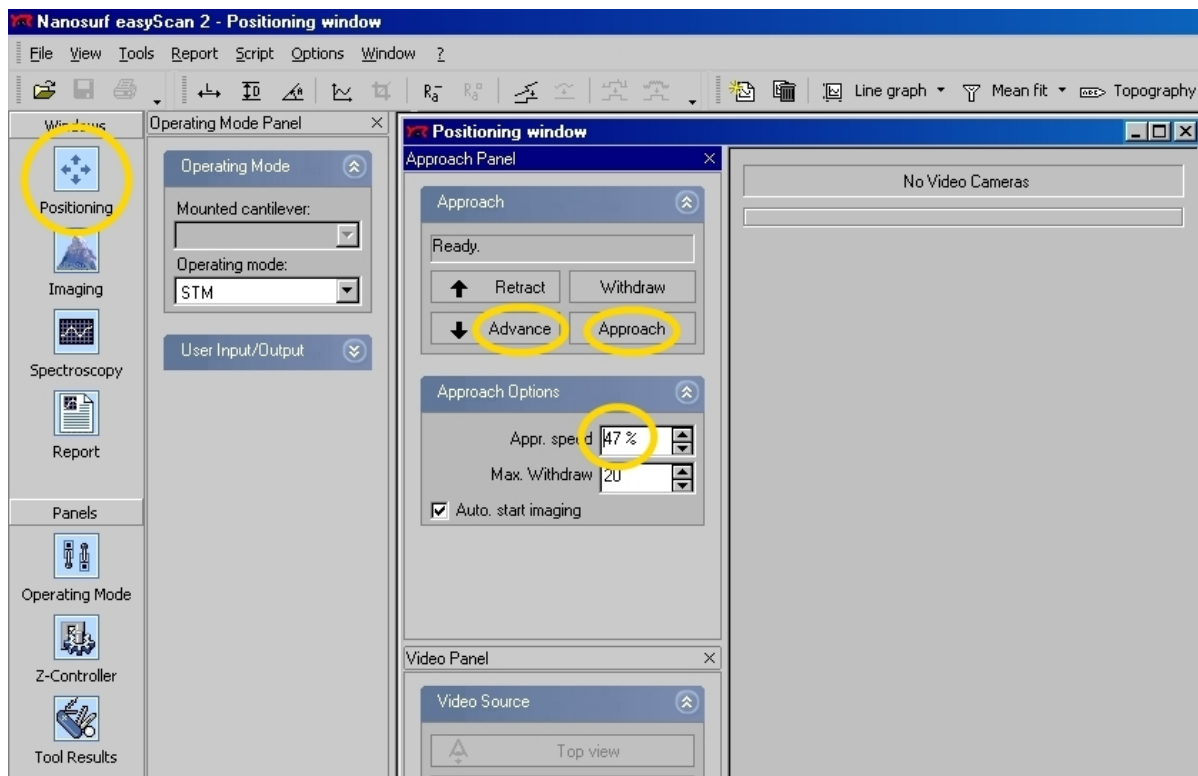 Nanosurf easyScan 2 - Positioning window
File View Tools Report Script Options Window ?
Line graph Mean fit Topography
Windows
Positioning
Imaging
Spectroscopy
Report
Panels
Operating Mode
Z-Controller
Tool Results
Operating Mode Panel
Operating Mode
Mounted cantilever:
Operating mode:
STM
User Input/Output
Positioning window
Approach Panel
Approach
Ready.
Retract Withdraw
Advance Approach
Approach Options
Appr. speed 47 %
Max. Withdraw 20
Auto. start imaging
Video Panel
Video Source
Top view
No Video Cameras